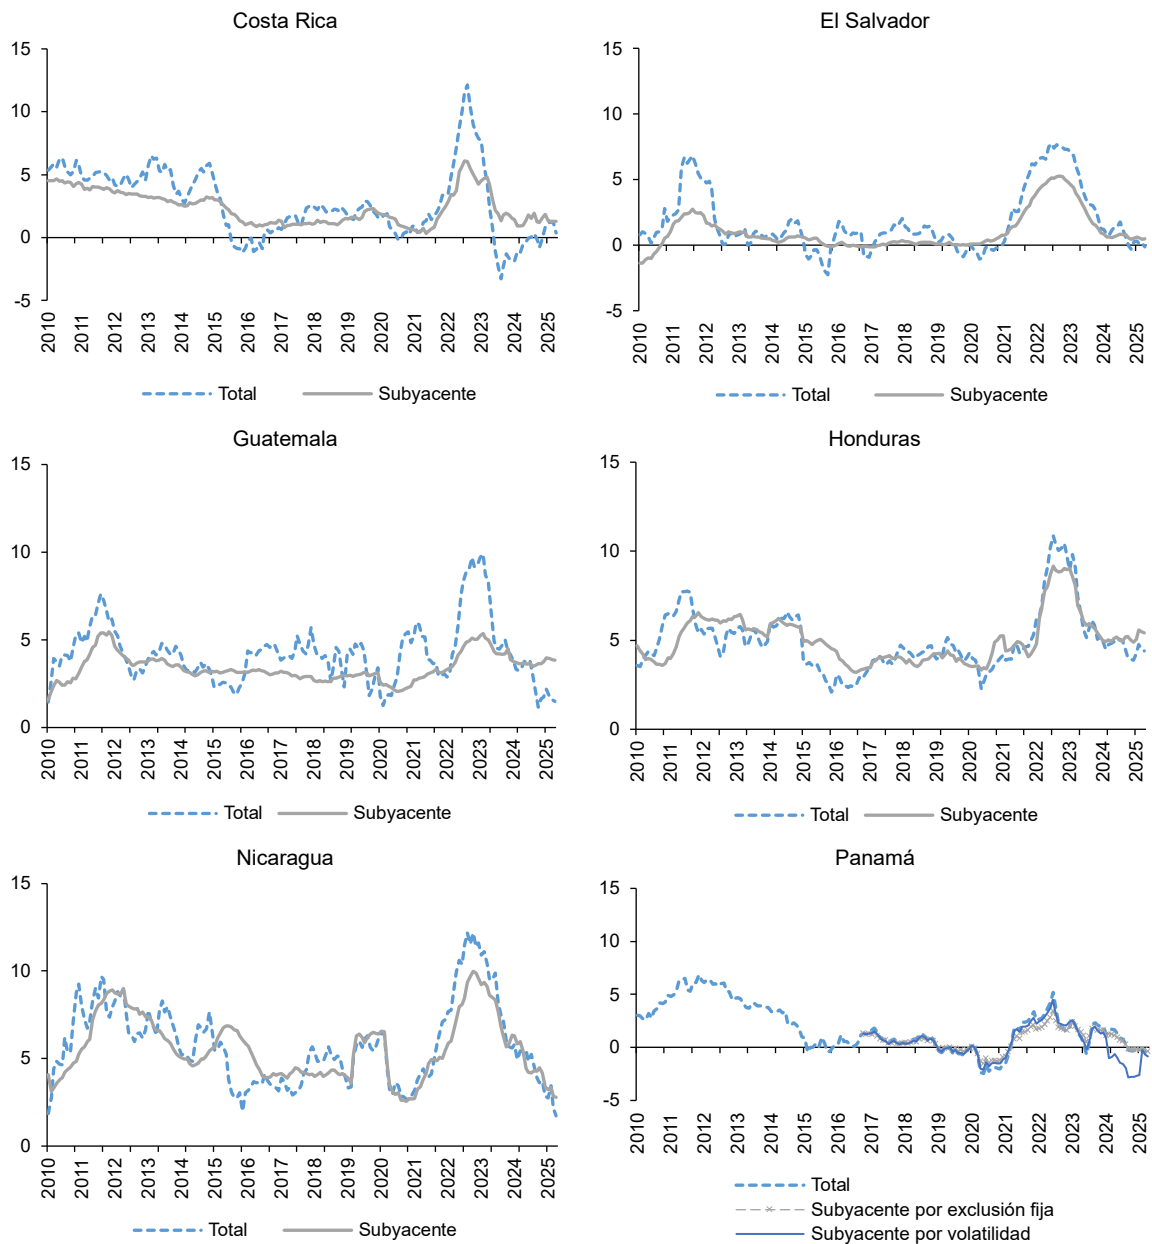 Costa Rica
15
10
5
0
-5
2010 2011 2012 2013 2014 2015 2016 2017 2018 2019 2020 2021 2022 2023 2024 2025
Total Subyacente
El Salvador
15
10
5
0
-5
2010 2011 2012 2013 2014 2015 2016 2017 2018 2019 2020 2021 2022 2023 2024 2025
Total Subyacente
Guatemala
15
10
5
0
2010 2011 2012 2013 2014 2015 2016 2017 2018 2019 2020 2021 2022 2023 2024 2025
Total Subyacente
Honduras
15
10
5
0
2010 2011 2012 2013 2014 2015 2016 2017 2018 2019 2020 2021 2022 2023 2024 2025
Total Subyacente
Nicaragua
15
10
5
0
2010 2011 2012 2013 2014 2015 2016 2017 2018 2019 2020 2021 2022 2023 2024 2025
Total Subyacente
Panamá
15
10
5
0
-5
2010 2011 2012 2013 2014 2015 2016 2017 2018 2019 2020 2021 2022 2023 2024 2025
Total
Subyacente por exclusión fija
Subyacente por volatilidad